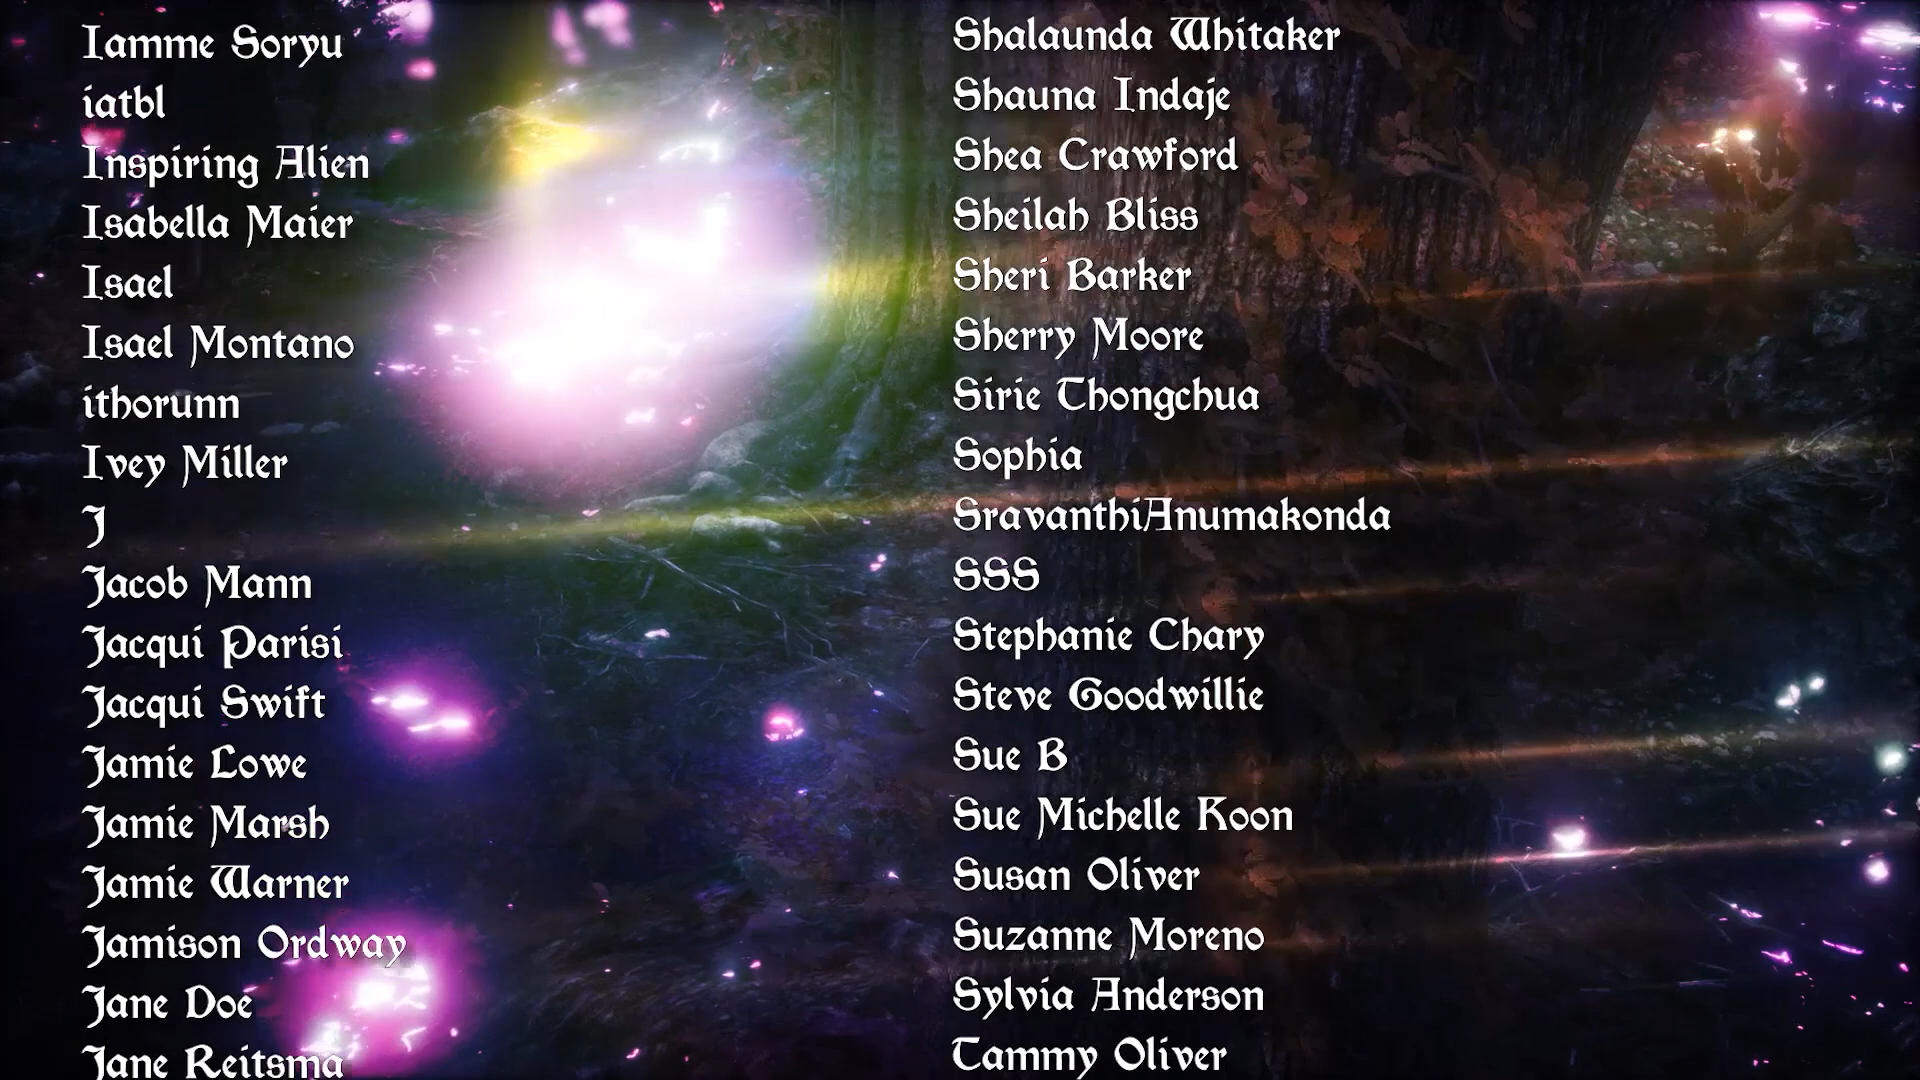 Iamme Soryu
iatbl
Inspiring Alien
Isabella Maier
Isael
Isael Montano
ithorunn
Ivey Miller
J
Jacob Mann
Jacqui Parisi
Jacqui Swift
Jamie Lowe
Jamie Marsh
Jamie Warner
Jamison Ordway
Jane Doe
Jane Reitsma
Shalaunda Whitaker
Shauna Indaje
Shea Crawford
Sheilah Bliss
Sheri Barker
Sherry Moore
Sirie Thongchua
Sophia
SravanthiAnumakonda
SSS
Stephanie Chary
Steve Goodwillie
Sue B
Sue Michelle Koon
Susan Oliver
Suzanne Moreno
Sylvia Anderson
Tammy Oliver